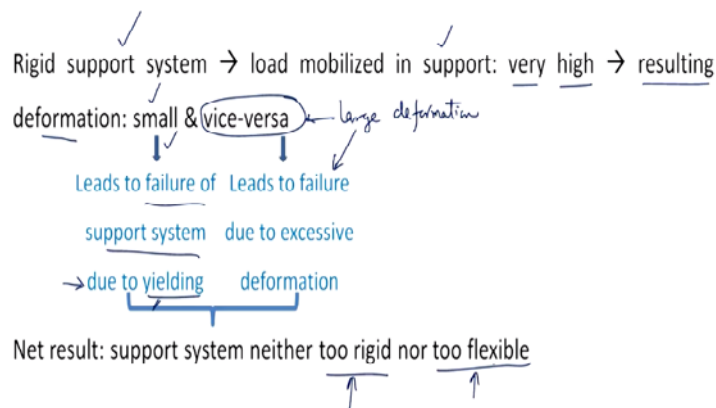 Rigid support system → load mobilized in support: very high → resulting
deformation: small & vice-versa ← large deformation
Leads to failure of Leads to failure
support system due to excessive
→ due to yielding deformation
Net result: support system neither too rigid nor too flexible